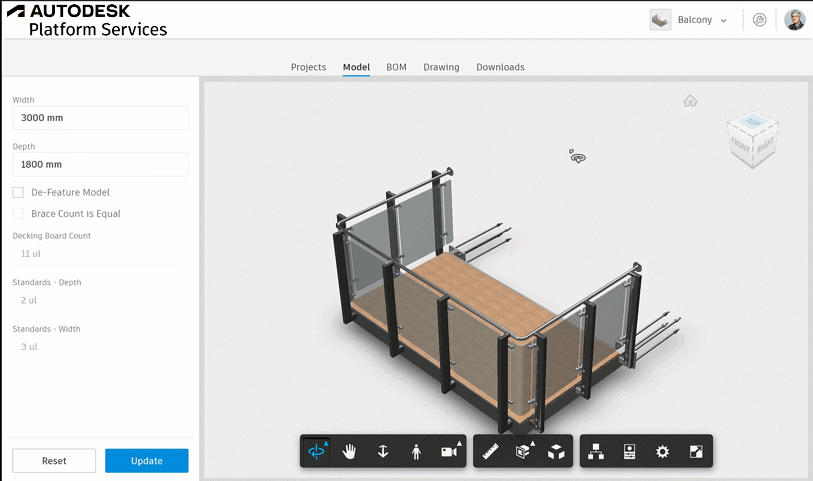 AUTODESK
Platform Services
Balcony
Projects Model BOM Drawing Downloads
Width
3000 mm
Depth
1800 mm
De-Feature Model
Brace Count is Equal
Decking Board Count
11 ul
Standards - Depth
2 ul
Standards - Width
3 ul
Reset Update
TOP
FRONT RIGHT